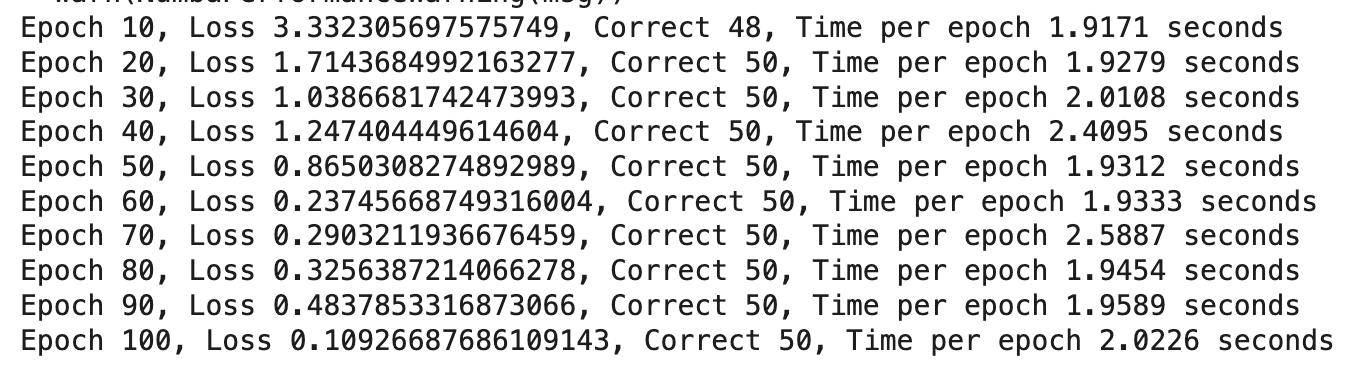 warn(NumbaPerformanceWarning(msg))
Epoch 10, Loss 3.332305697575749, Correct 48, Time per epoch 1.9171 seconds
Epoch 20, Loss 1.7143684992163277, Correct 50, Time per epoch 1.9279 seconds
Epoch 30, Loss 1.0386681742473993, Correct 50, Time per epoch 2.0108 seconds
Epoch 40, Loss 1.247404449614604, Correct 50, Time per epoch 2.4095 seconds
Epoch 50, Loss 0.8650308274892989, Correct 50, Time per epoch 1.9312 seconds
Epoch 60, Loss 0.23745668749316004, Correct 50, Time per epoch 1.9333 seconds
Epoch 70, Loss 0.2903211936676459, Correct 50, Time per epoch 2.5887 seconds
Epoch 80, Loss 0.3256387214066278, Correct 50, Time per epoch 1.9454 seconds
Epoch 90, Loss 0.4837853316873066, Correct 50, Time per epoch 1.9589 seconds
Epoch 100, Loss 0.10926687686109143, Correct 50, Time per epoch 2.0226 seconds